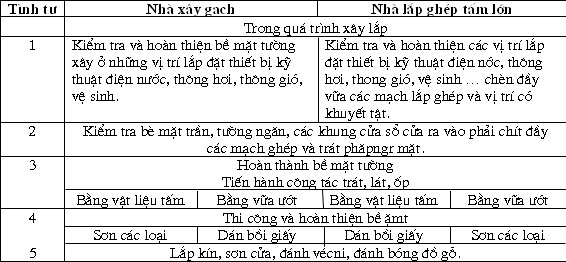 Tình tự Nhà xây gạch Nhà lắp ghép tấm lớn
Trong quá trình xây lắp
1 Kiểm tra và hoàn thiện bề mặt tường Kiểm tra và hoàn thiện các vị trí lắp
xây ở những vị trí lắp đặt thiết bị kỹ đặt thiết bị kỹ thuật điện nóc, thông
thuật điện nước, thông hơi, thông gió, hơi, thong gió, vệ sinh … chèn đầy
vệ sinh. vữa các mạch lắp ghép và vị trí có
khuyết tật.
2 Kiểm tra bè mặt trần, tường ngăn, các khung cửa sổ cửa ra vào phải chít đầy
các mạch ghép và trát phăpngr mặt.
3 Hoàn thành bề mặt tường
Tiến hành công tác trát, lát, ốp
Bằng vật liệu tấm Bằng vữa ướt Bằng vật liệu tấm Bằng vữa ướt
4 Thi công và hoàn thiện bề ặmt
Sơn các loại Dán bồi giấy Dán bồi giấy Sơn các loại
5 Lắp kín, sơn cửa, đánh vécni, đánh bóng đồ gỗ.